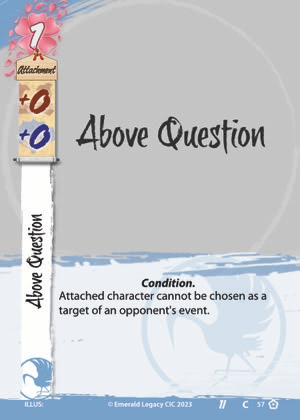 1
Attachment
+0
+0
Above Question
Above Question
Condition.
Attached character cannot be chosen as a
target of an opponent's event.
ILLUS:
© Emerald Legacy CIC 2023
C
57